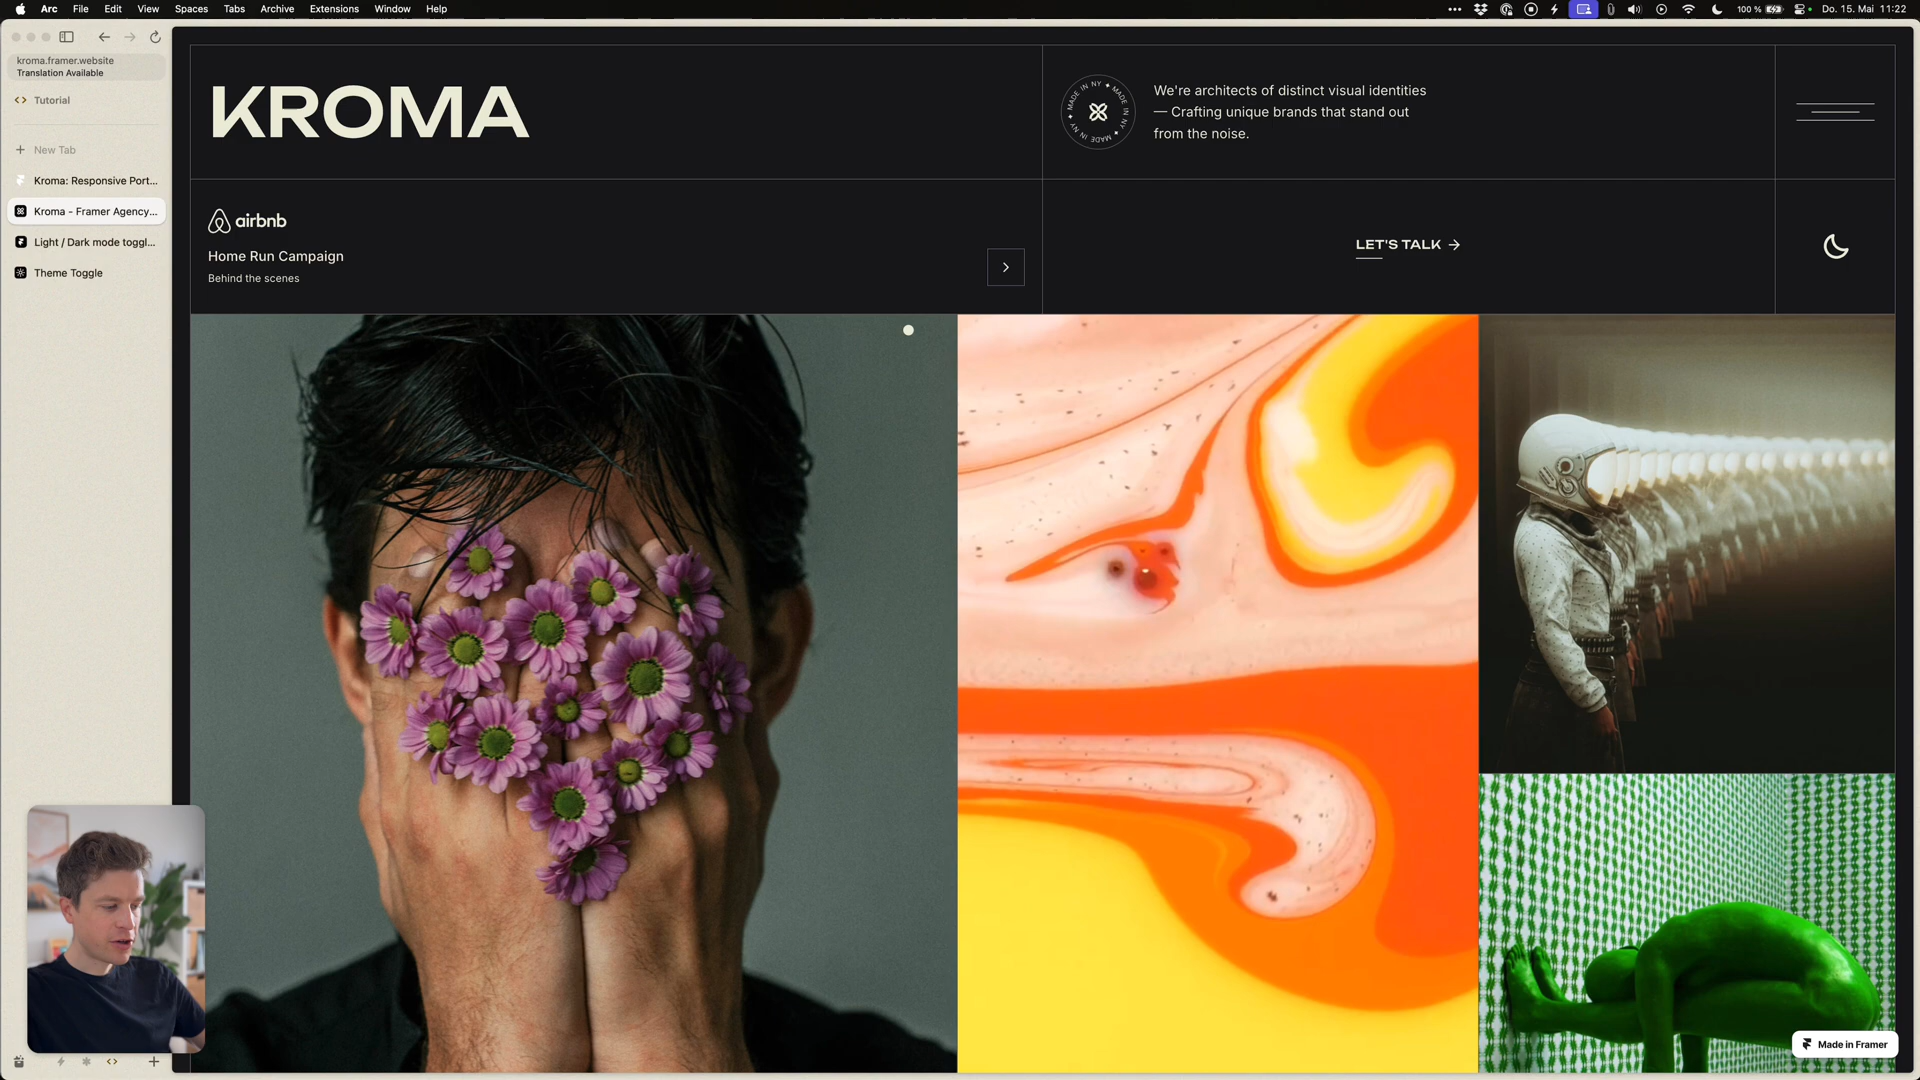 Arc File Edit View Spaces Tabs Archive Extensions Window Help
100 % Do. 15. Mai 11:22
kroma.framer.website
Translation Available
Tutorial
New Tab
Kroma: Responsive Port...
Kroma - Framer Agency...
Light / Dark mode toggl...
Theme Toggle
KROMA
MADE IN NY ✦ MADE IN NY ✦ MADE IN NY ✦
We're architects of distinct visual identities
— Crafting unique brands that stand out
from the noise.
airbnb
Home Run Campaign
Behind the scenes
LET'S TALK →
Made in Framer